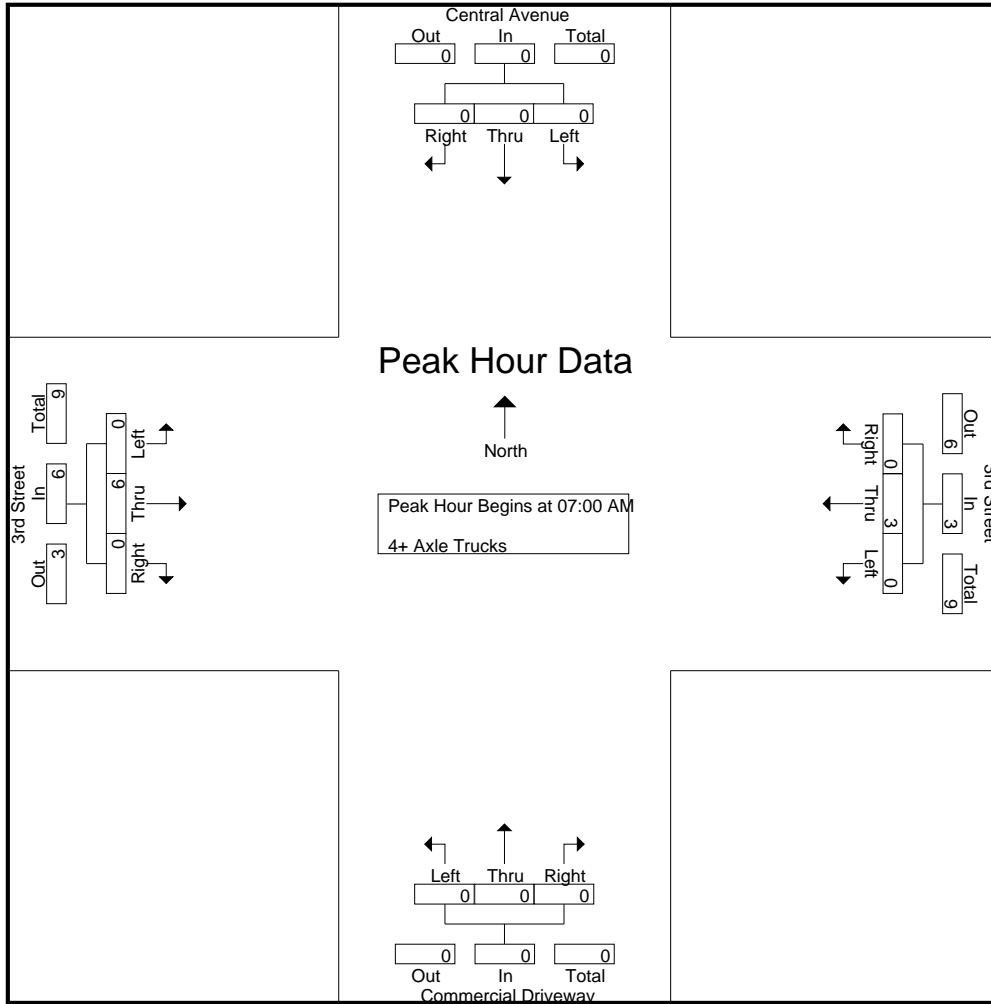 Central Avenue
Out In Total
0 0 0
0 0 0
Right Thru Left
Peak Hour Data
North
Peak Hour Begins at 07:00 AM
4+ Axle Trucks
3rd Street
Total In Out
9 6 3
0 6 0
Left Thru Right
3rd Street
Out In Total
6 3 9
0 3 0
Right Thru Left
Left Thru Right
0 0 0
0 0 0
Out In Total
Commercial Driveway